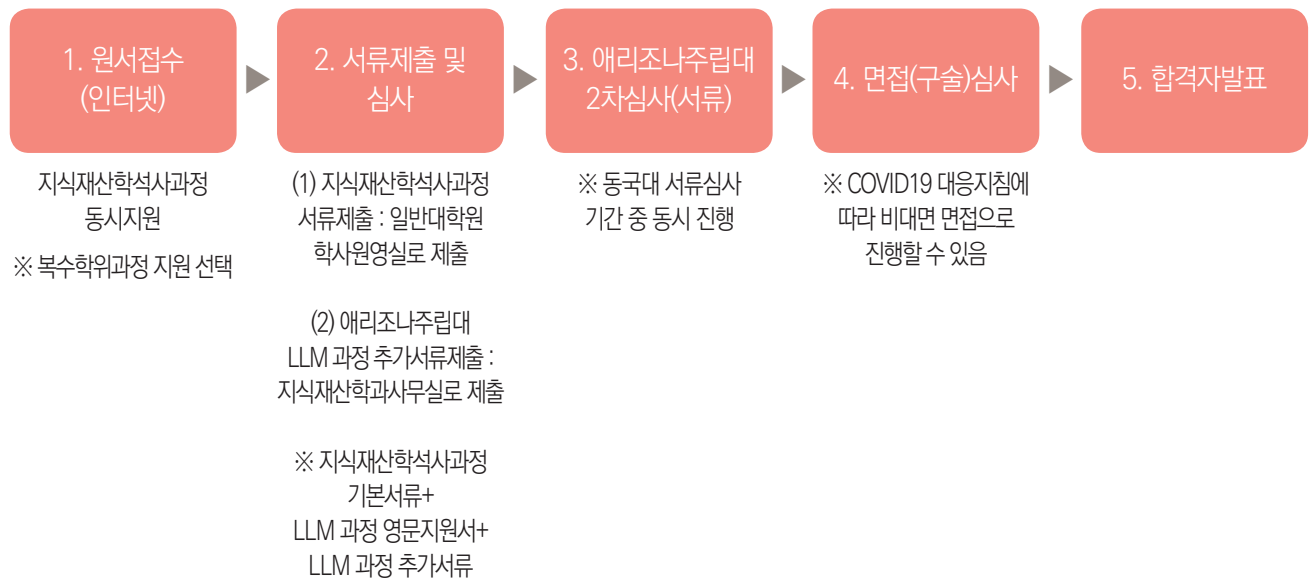 1. 원서접수
(인터넷)
2. 서류제출 및
심사
3. 애리조나주립대
2차심사(서류)
4. 면접(구술)심사
5. 합격자발표
지식재산학석사과정
동시지원
※ 복수학위과정 지원 선택
(1) 지식재산학석사과정
서류제출 : 일반대학원
학사원영실로 제출
(2) 애리조나주립대
LLM 과정 추가서류제출 :
지식재산학과사무실로 제출
※ 지식재산학석사과정
기본서류+
LLM 과정 영문지원서+
LLM 과정 추가서류
※ 동국대 서류심사
기간 중 동시 진행
※ COVID19 대응지침에
따라 비대면 면접으로
진행할 수 있음